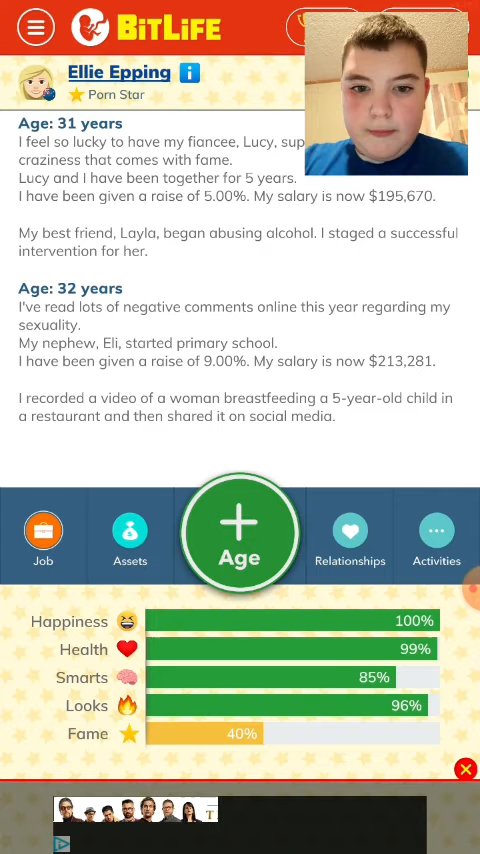 BITLIFE
Ellie Epping i
Porn Star
Age: 31 years
I feel so lucky to have my fiancee, Lucy, sup
craziness that comes with fame.
Lucy and I have been together for 5 years.
I have been given a raise of 5.00%. My salary is now $195,670.
My best friend, Layla, began abusing alcohol. I staged a successful
intervention for her.
Age: 32 years
I've read lots of negative comments online this year regarding my
sexuality.
My nephew, Eli, started primary school.
I have been given a raise of 9.00%. My salary is now $213,281.
I recorded a video of a woman breastfeeding a 5-year-old child in
a restaurant and then shared it on social media.
Job
Assets
+
Age
Relationships
Activities
Happiness 100%
Health 99%
Smarts 85%
Looks 96%
Fame 40%
T